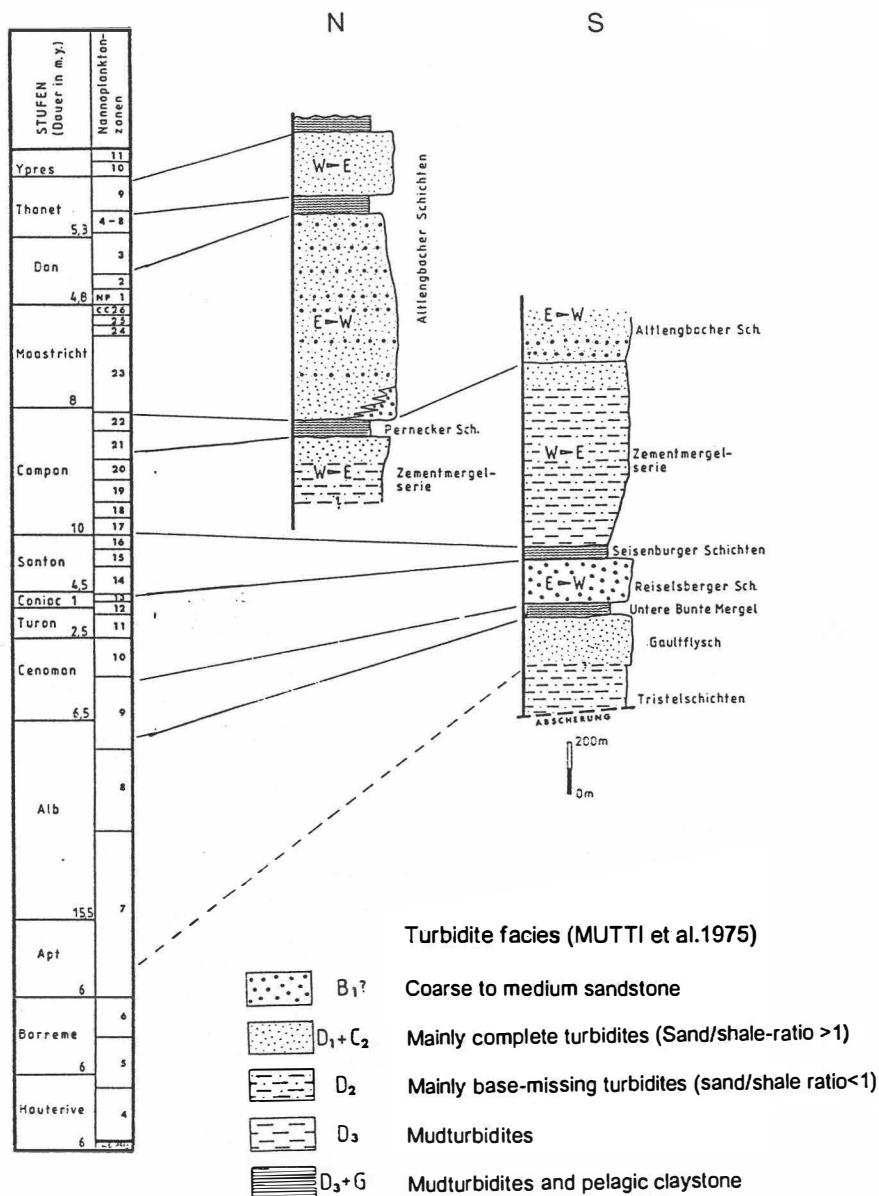 N
S
STUFEN
(Dauer in m.y.)
Nannoplankton-
zonen
Ypres
Thanet
5,3
Dan
4,8
Maastricht
8
Campan
10
Santon
4,5
Coniac 1
Turon
2,5
Cenoman
6,5
Alb
15,5
Apt
6
Barreme
6
Hauterive
6
11
10
9
4-8
3
2
NP 1
CC26
25
24
23
22
21
20
19
18
17
16
15
14
13
12
11
10
9
8
7
6
5
4
W E
E W
W E
Altlengbacher Schichten
Pernecker Sch.
Zementmergel-
serie
E W
Altlengbacher Sch.
W E
Zementmergel-
serie
Seisenburger Schichten
E W
Reiselsberger Sch.
Untere Bunte Mergel
Gaultflysch
Tristelschichten
ABSCHERUNG
200m
0m
Turbidite facies (MUTTI et al.1975)
B1? Coarse to medium sandstone
D1+C2 Mainly complete turbidites (Sand/shale-ratio >1)
D2 Mainly base-missing turbidites (sand/shale ratio<1)
D3 Mudturbidites
D3+G Mudturbidites and pelagic claystone